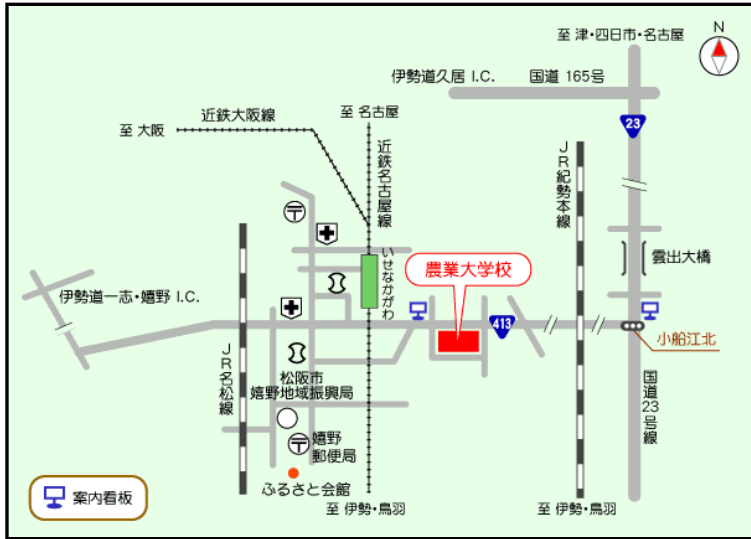 至 津・四日市・名古屋
N
伊勢道久居 I.C.
国道 165号
至 名古屋
近鉄大阪線
至 大阪
23
近鉄名古屋線
JR紀勢本線
いせなかがわ
雲出大橋
農業大学校
伊勢道一志・嬉野 I.C.
413
小船江北
JR名松線
松阪市
嬉野地域振興局
国道23号線
嬉野
郵便局
ふるさと会館
案内看板
至 伊勢・鳥羽
至 伊勢・鳥羽